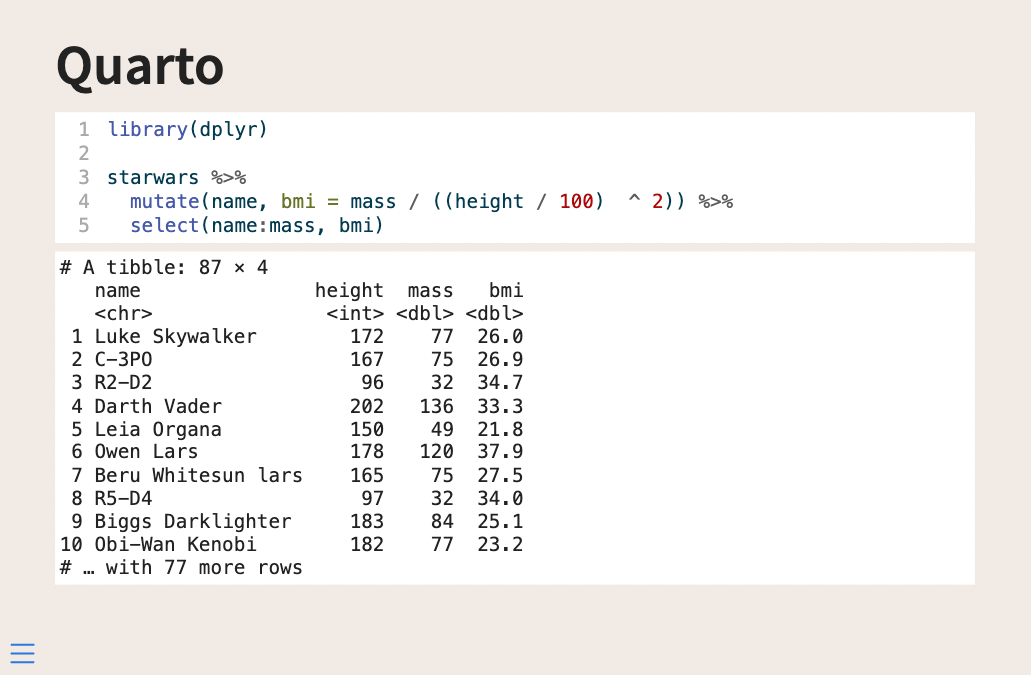 Quarto
1 library(dplyr)
2
3 starwars %>%
4   mutate(name, bmi = mass / ((height / 100)  ^ 2)) %>%
5   select(name:mass, bmi)
# A tibble: 87 × 4
   name               height  mass   bmi
   <chr>               <int> <dbl> <dbl>
 1 Luke Skywalker        172    77  26.0
 2 C-3PO                 167    75  26.9
 3 R2-D2                  96    32  34.7
 4 Darth Vader           202   136  33.3
 5 Leia Organa           150    49  21.8
 6 Owen Lars             178   120  37.9
 7 Beru Whitesun lars    165    75  27.5
 8 R5-D4                  97    32  34.0
 9 Biggs Darklighter     183    84  25.1
10 Obi-Wan Kenobi        182    77  23.2
# … with 77 more rows